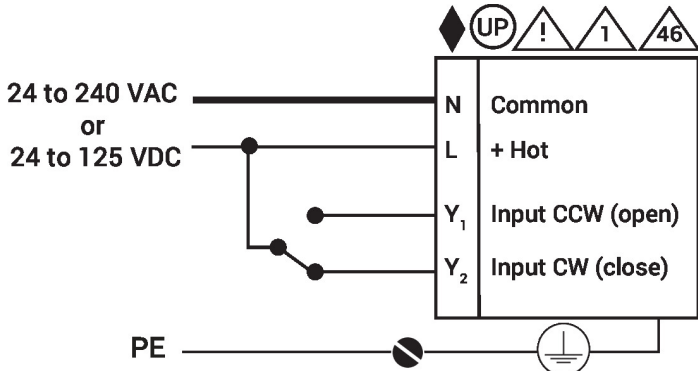 UP ! 1 46
24 to 240 VAC
or
24 to 125 VDC
N Common
L + Hot
Y₁ Input CCW (open)
Y₂ Input CW (close)
PE